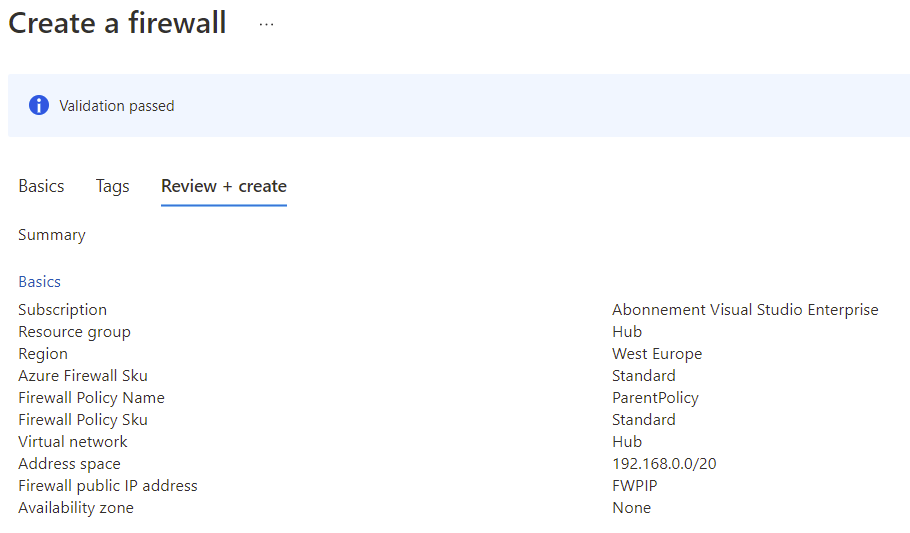 Create a firewall ...
Validation passed
Basics Tags Review + create
Summary
Basics
Subscription Abonnement Visual Studio Enterprise
Resource group Hub
Region West Europe
Azure Firewall Sku Standard
Firewall Policy Name ParentPolicy
Firewall Policy Sku Standard
Virtual network Hub
Address space 192.168.0.0/20
Firewall public IP address FWPIP
Availability zone None